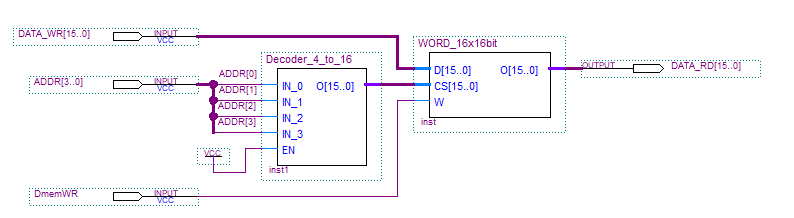 DATA_WR[15..0] INPUT VCC
ADDR[3..0] INPUT VCC
DmemWR INPUT VCC
VCC
Decoder_4_to_16
ADDR[0] IN_0 O[15..0]
ADDR[1] IN_1
ADDR[2] IN_2
ADDR[3] IN_3
EN
inst1
WORD_16x16bit
D[15..0] O[15..0]
CS[15..0]
W
inst
OUTPUT DATA_RD[15..0]